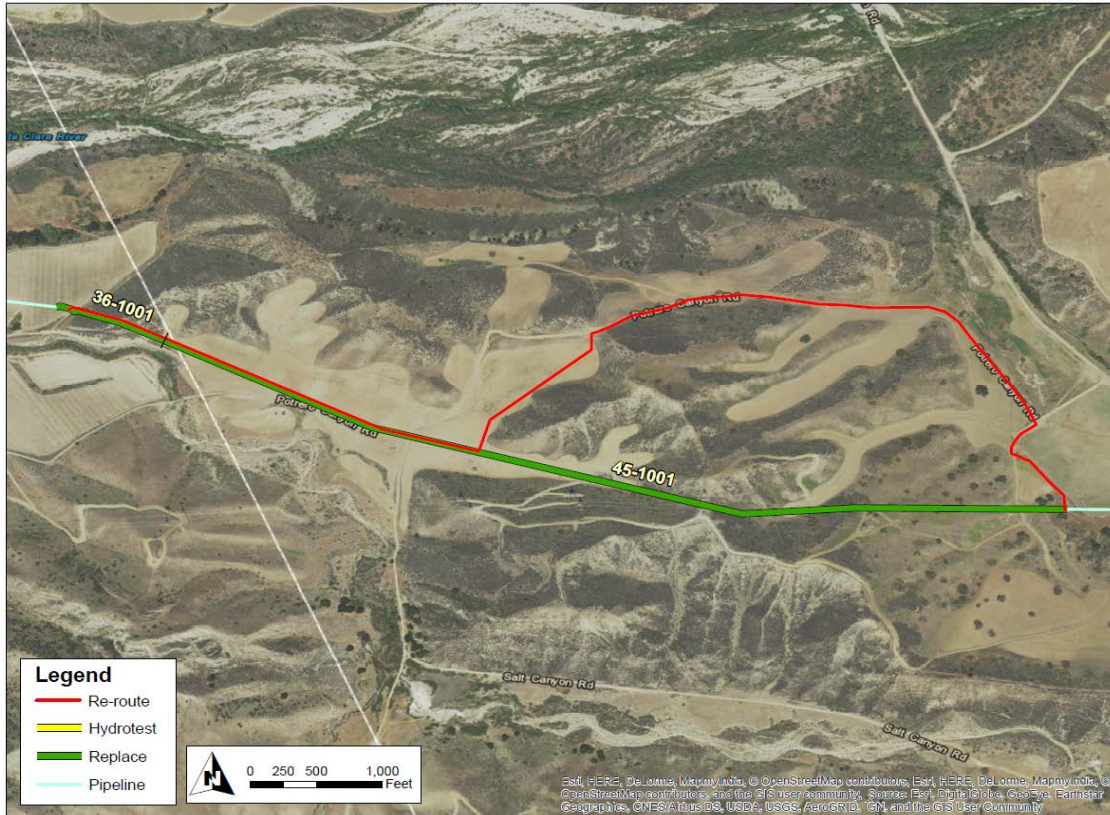 on Rd
ta Clara River
36-1001
Potrero Canyon Rd
Potrero Canyon Rd
Potrero Canyon Rd
45-1001
Salt Canyon Rd
Salt Canyon Rd
Legend
Re-route
Hydrotest
Replace
Pipeline
N
0 250 500 1,000
Feet
Esri, HERE, DeLorme, MapmyIndia, © OpenStreetMap contributors, Esri, HERE, DeLorme, MapmyIndia, ©
OpenStreetMap contributors, and the GIS user community, Source: Esri, DigitalGlobe, GeoEye, Earthstar
Geographics, CNES/Airbus DS, USDA, USGS, AeroGRID, IGN, and the GIS User Community